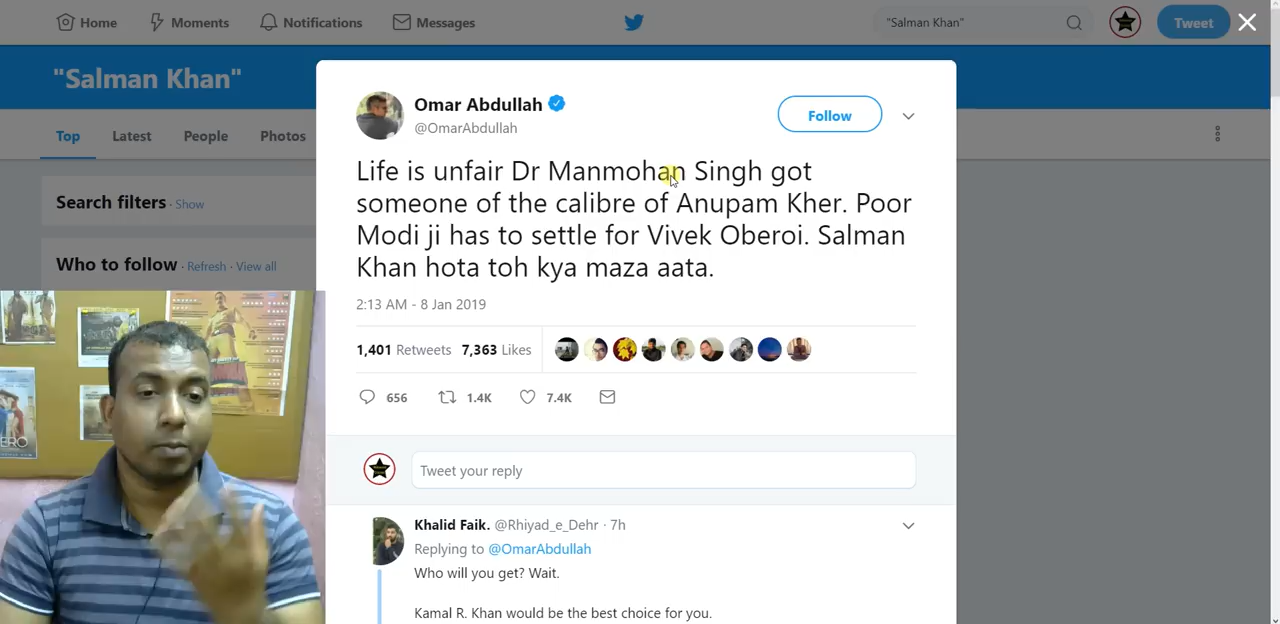 Home
Moments
Notifications
Messages
"Salman Khan"
Tweet
"Salman Khan"
Top
Latest
People
Photos
Search filters · Show
Who to follow · Refresh · View all
Omar Abdullah
@OmarAbdullah
Follow
Life is unfair Dr Manmohan Singh got
someone of the calibre of Anupam Kher. Poor
Modi ji has to settle for Vivek Oberoi. Salman
Khan hota toh kya maza aata.
2:13 AM - 8 Jan 2019
1,401 Retweets 7,363 Likes
656 1.4K 7.4K
Tweet your reply
Khalid Faik. @Rhiyad_e_Dehr · 7h
Replying to @OmarAbdullah
Who will you get? Wait.
Kamal R. Khan would be the best choice for you.